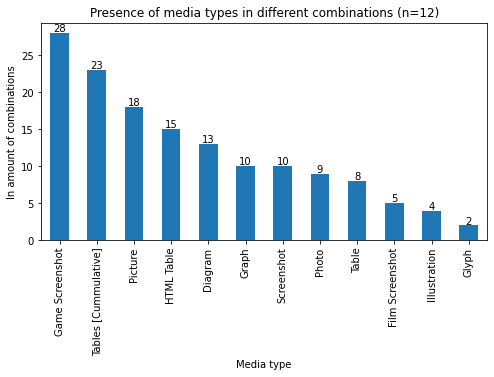 Presence of media types in different combinations (n=12)
In amount of combinations
25
20
15
10
5
0
28
23
18
15
13
10
10
9
8
5
4
2
Game Screenshot
Tables [Cummulative]
Picture
HTML Table
Diagram
Graph
Screenshot
Photo
Table
Film Screenshot
Illustration
Glyph
Media type